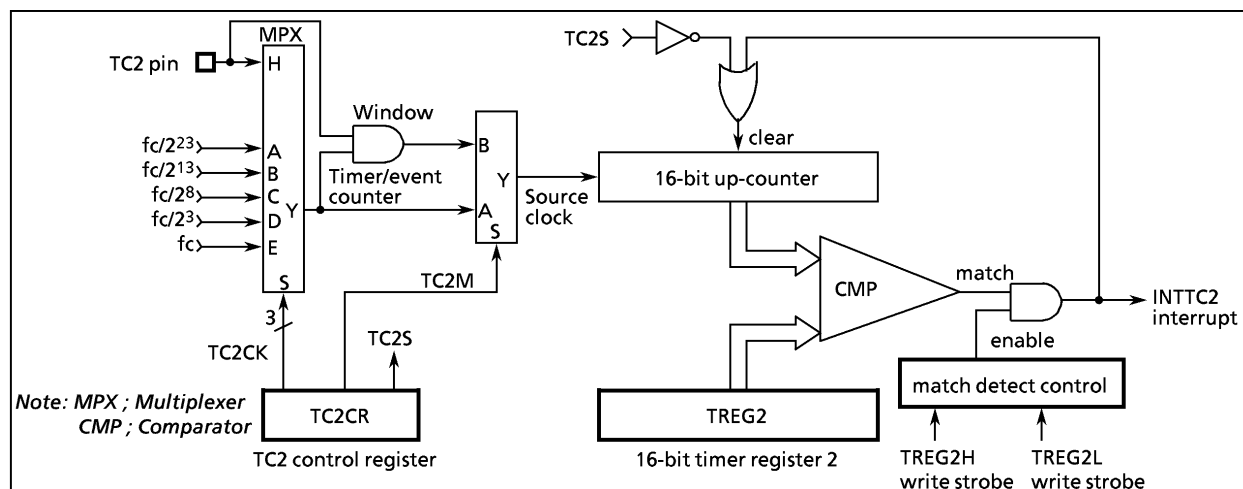 MPX
TC2S
TC2 pin
H
Window
clear
fc/2²³
A
B
16-bit up-counter
fc/2¹³
B
Y
fc/2⁸
C
Timer/event
counter
Source
clock
fc/2³
D
Y
A
fc
E
S
S
TC2M
CMP
match
INTTC2
interrupt
3
TC2CK
TC2S
enable
match detect control
Note: MPX ; Multiplexer
CMP ; Comparator
TC2CR
TREG2
TC2 control register
16-bit timer register 2
TREG2H
write strobe
TREG2L
write strobe